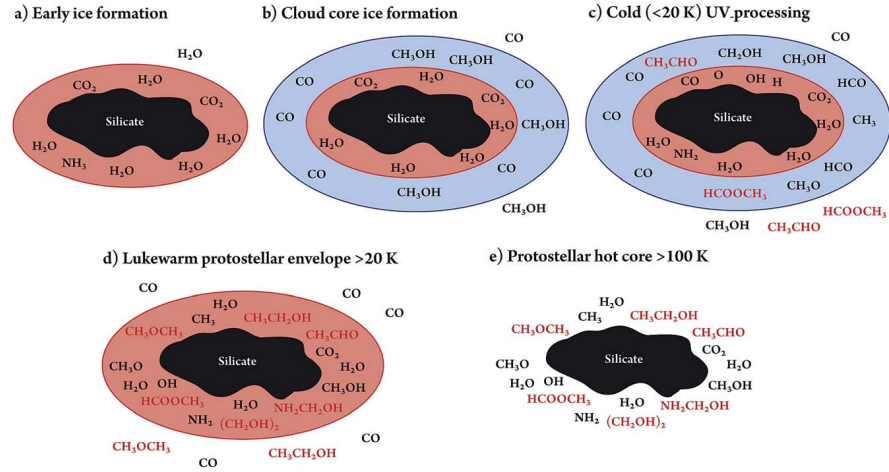 a) Early ice formation
H₂O
H₂O
CO₂
CO₂
Silicate
H₂O
H₂O
NH₃
H₂O
H₂O
b) Cloud core ice formation
CO
CH₃OH
CH₃OH
CO
CO₂
H₂O
CO
CO₂
CO
Silicate
H₂O
CH₃OH
H₂O
H₂O
H₂O
CO
CO
CH₃OH
CH₃OH
c) Cold (<20 K) UV-processing
CO
CH₂OH
CH₃OH
CH₃CHO
CO
CO
O
OH
H
HCO
CO₂
CO
Silicate
H₂O
CH₃
H₂O
NH₂
H₂O
H₂O
HCO
HCOOCH₃
CH₃O
HCOOCH₃
CH₃OH
CH₃CHO
d) Lukewarm protostellar envelope >20 K
CO
H₂O
CO
CH₃
CH₃CH₂OH
CH₃OCH₃
CH₃CHO
CO
CO₂
CH₃O
Silicate
H₂O
H₂O
OH
CH₃OH
HCOOCH₃
H₂O
NH₂CH₂OH
NH₂
(CH₂OH)₂
CO
CH₃OCH₃
CO
CH₃CH₂OH
e) Protostellar hot core >100 K
H₂O
CH₃
CH₃CH₂OH
CH₃OCH₃
CH₃CHO
CO₂
CH₃O
Silicate
H₂O
H₂O
OH
CH₃OH
HCOOCH₃
H₂O
NH₂CH₂OH
NH₂
(CH₂OH)₂